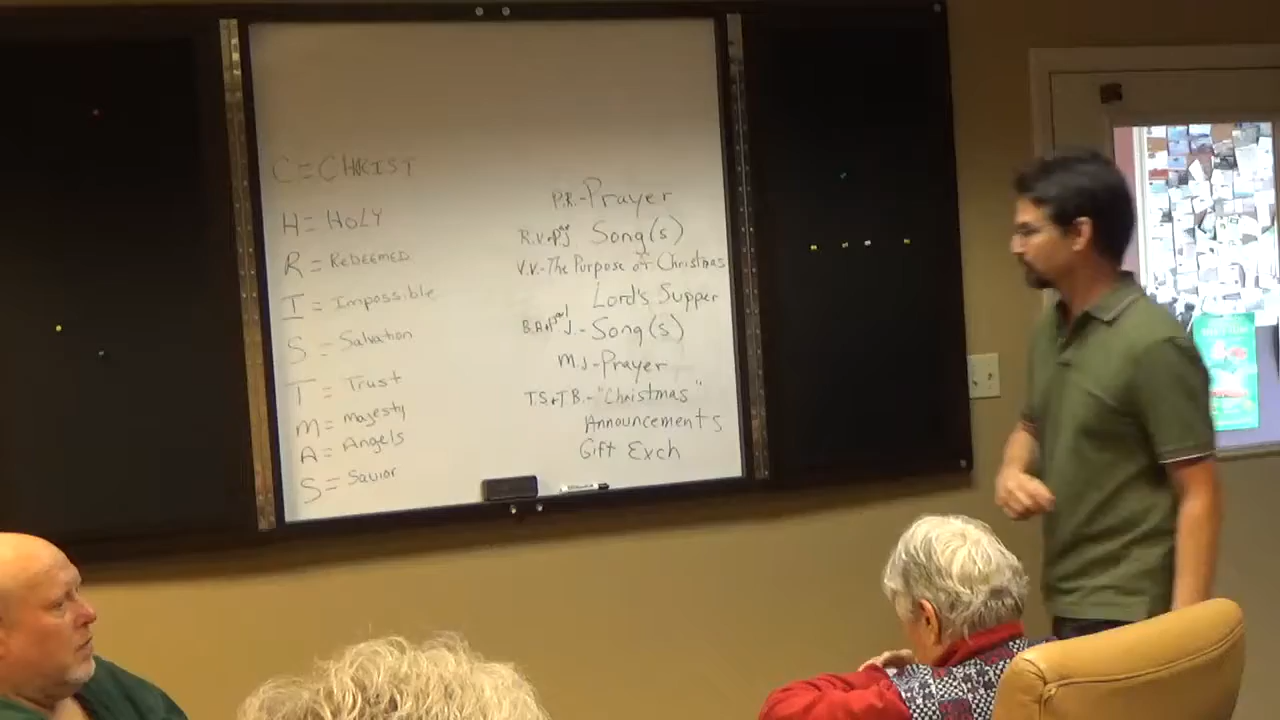 C = CHRIST
H = HOLY
R = REDEEMED
I = Impossible
S = Salvation
T = Trust
M = Majesty
A = Angels
S = Savior
P.R.-Prayer
Song(s)
V.V.-The Purpose of Christmas
Lord's Supper
J.-Song(s)
M.J-Prayer
T.S+T.B.-"Christmas"
Announcements
Gift Exch